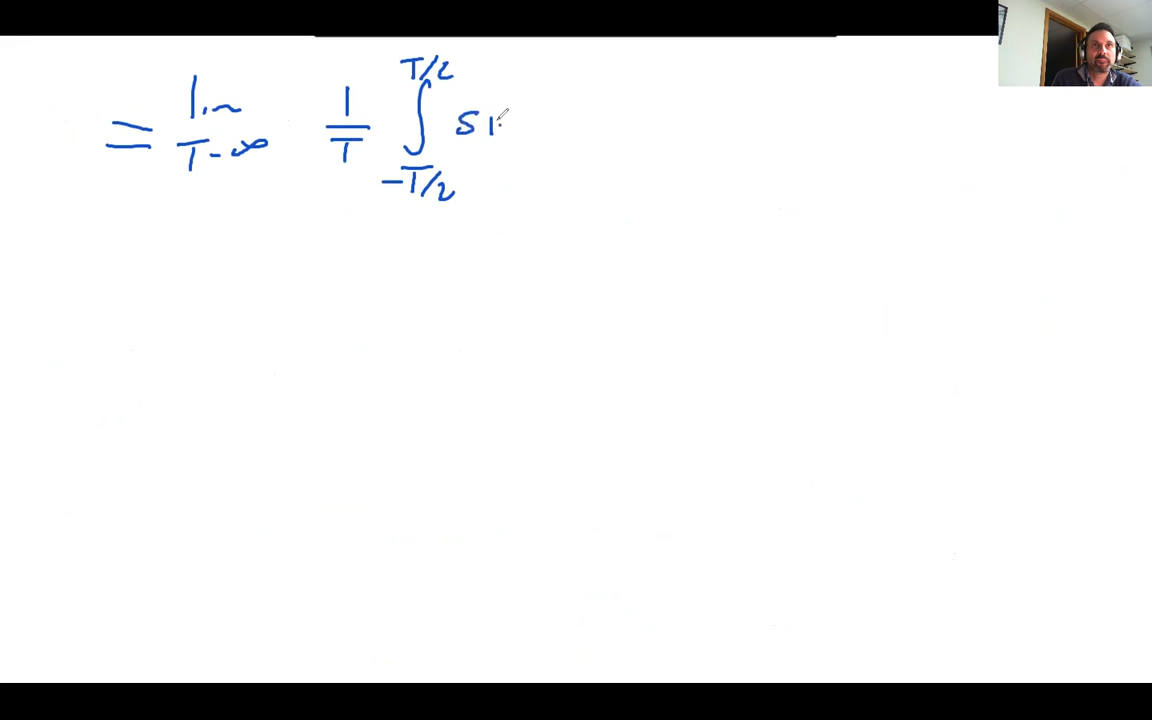 = lim T→∞ 1/T ∫_{-T/2}^{T/2} si